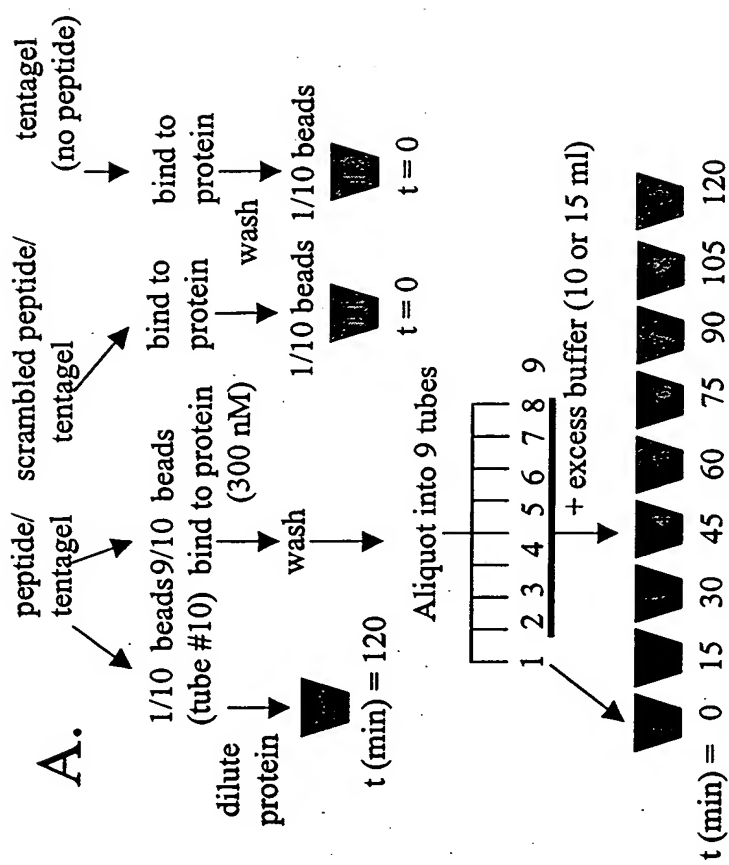 A.
peptide/
tentagel
scrambled peptide/
tentagel
tentagel
(no peptide)
1/10 beads
(tube #10)
9/10 beads
bind to protein
(300 nM)
bind to
protein
bind to
protein
dilute
protein
wash
wash
t (min) = 120
1/10 beads
t = 0
1/10 beads
t = 0
Aliquot into 9 tubes
1 2 3 4 5 6 7 8 9
+ excess buffer (10 or 15 ml)
t (min) = 0 15 30 45 60 75 90 105 120